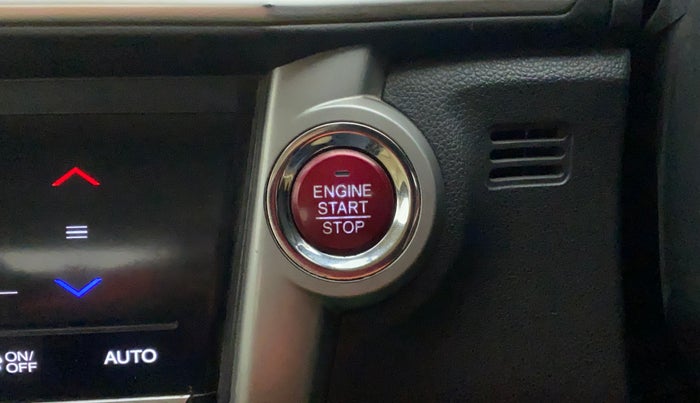 ENGINE
START
STOP
ON/
OFF
AUTO